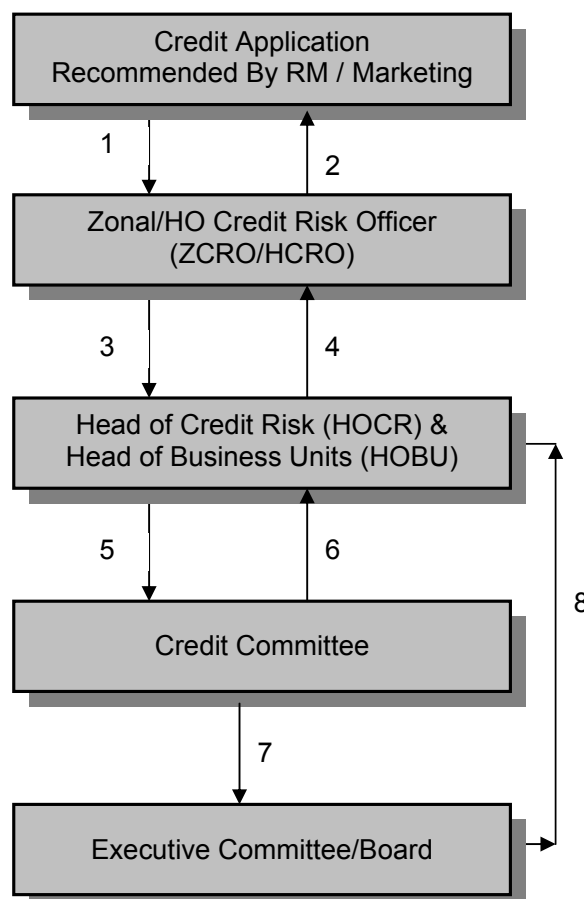 Credit Application
Recommended By RM / Marketing
1
2
Zonal/HO Credit Risk Officer
(ZCRO/HCRO)
3
4
Head of Credit Risk (HOCR) &
Head of Business Units (HOBU)
5
6
8
Credit Committee
7
Executive Committee/Board